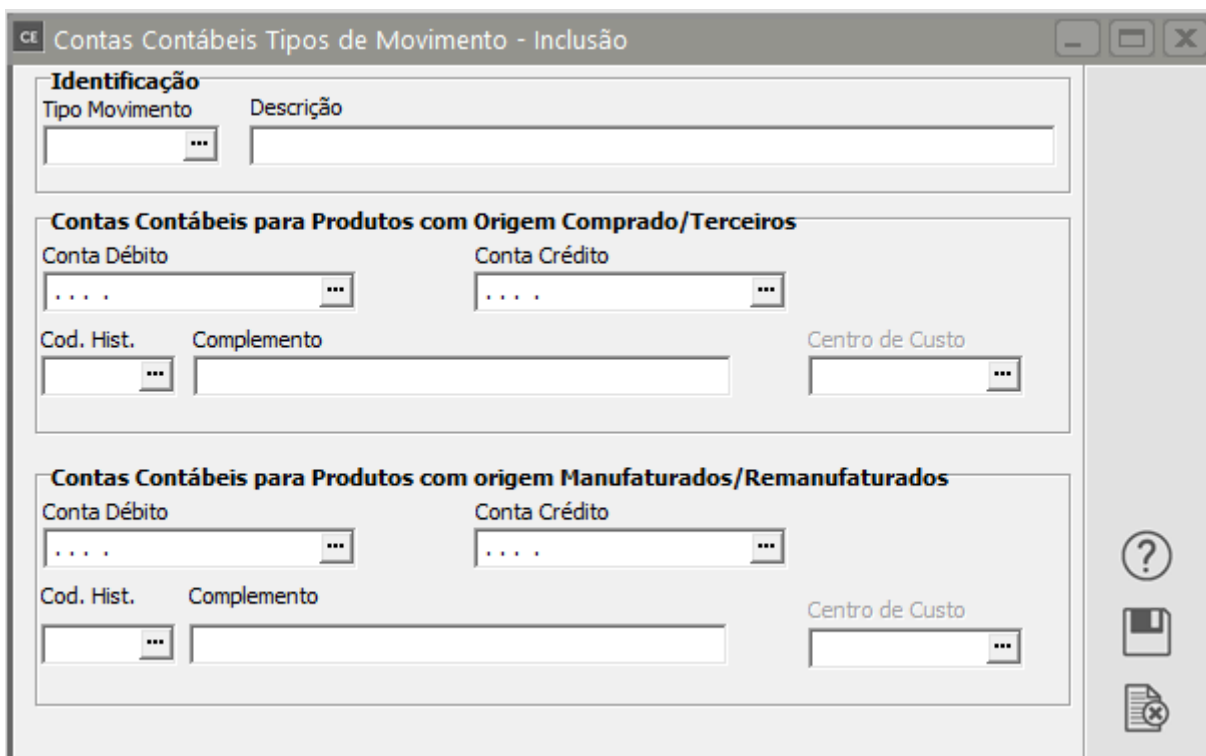 CE Contas Contábeis Tipos de Movimento - Inclusão
Identificação
Tipo Movimento Descrição
...
Contas Contábeis para Produtos com Origem Comprado/Terceiros
Conta Débito Conta Crédito
. . . . ... . . . . ...
Cod. Hist. Complemento Centro de Custo
... ...
Contas Contábeis para Produtos com origem Manufaturados/Remanufaturados
Conta Débito Conta Crédito
. . . . ... . . . . ...
Cod. Hist. Complemento Centro de Custo
... ...
?